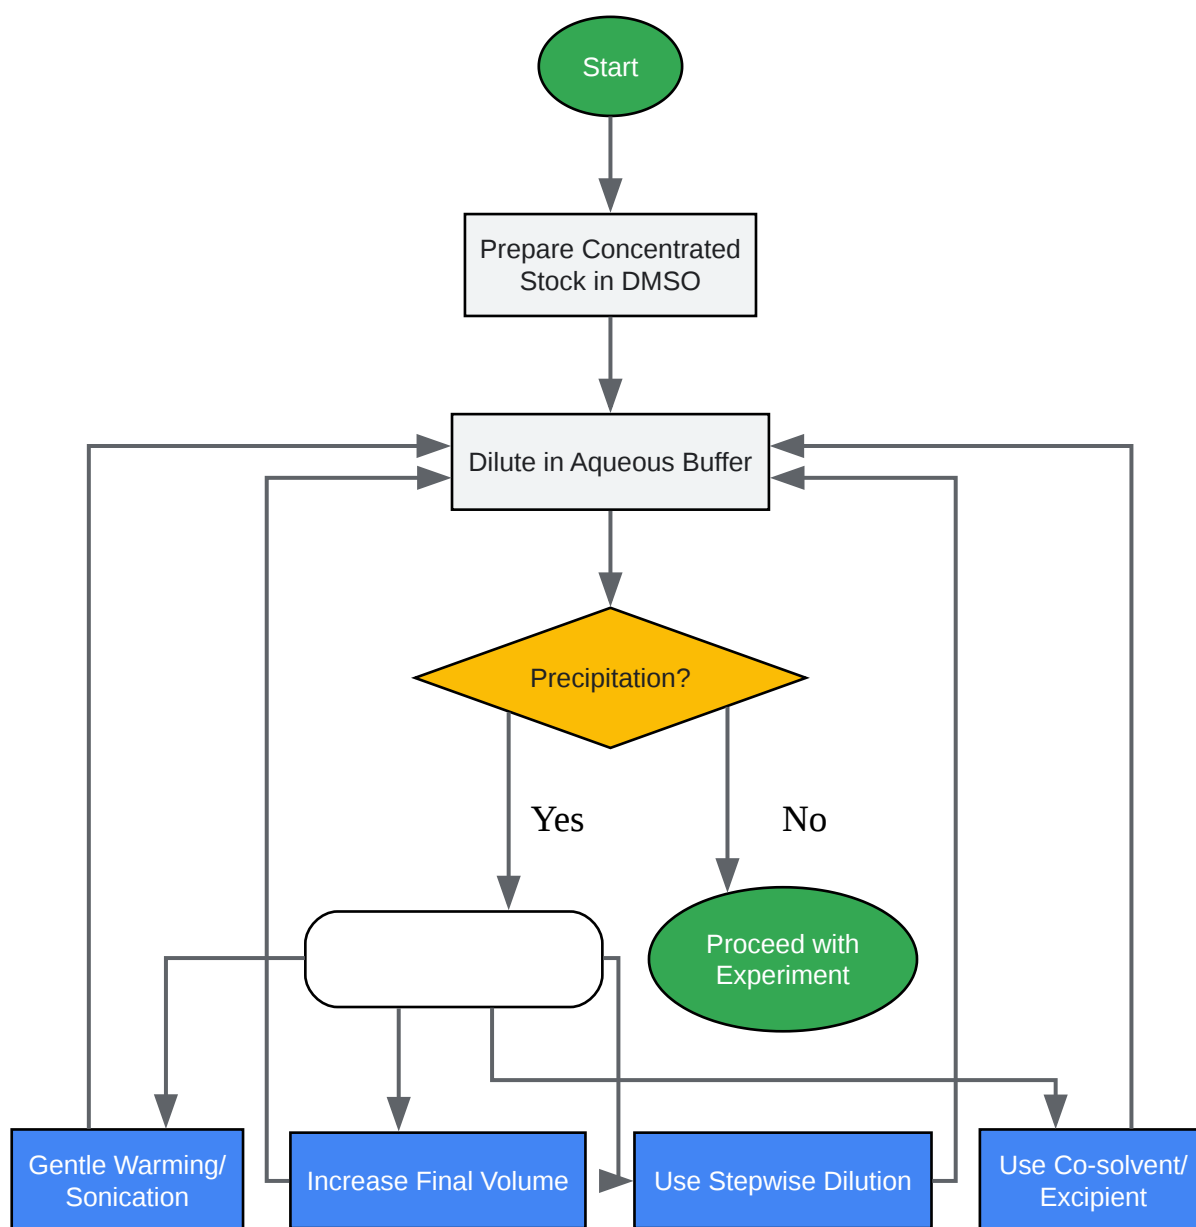 Start
Prepare Concentrated
Stock in DMSO
Dilute in Aqueous Buffer
Precipitation?
Yes
No
Proceed with
Experiment
Gentle Warming/
Sonication
Increase Final Volume
Use Stepwise Dilution
Use Co-solvent/
Excipient